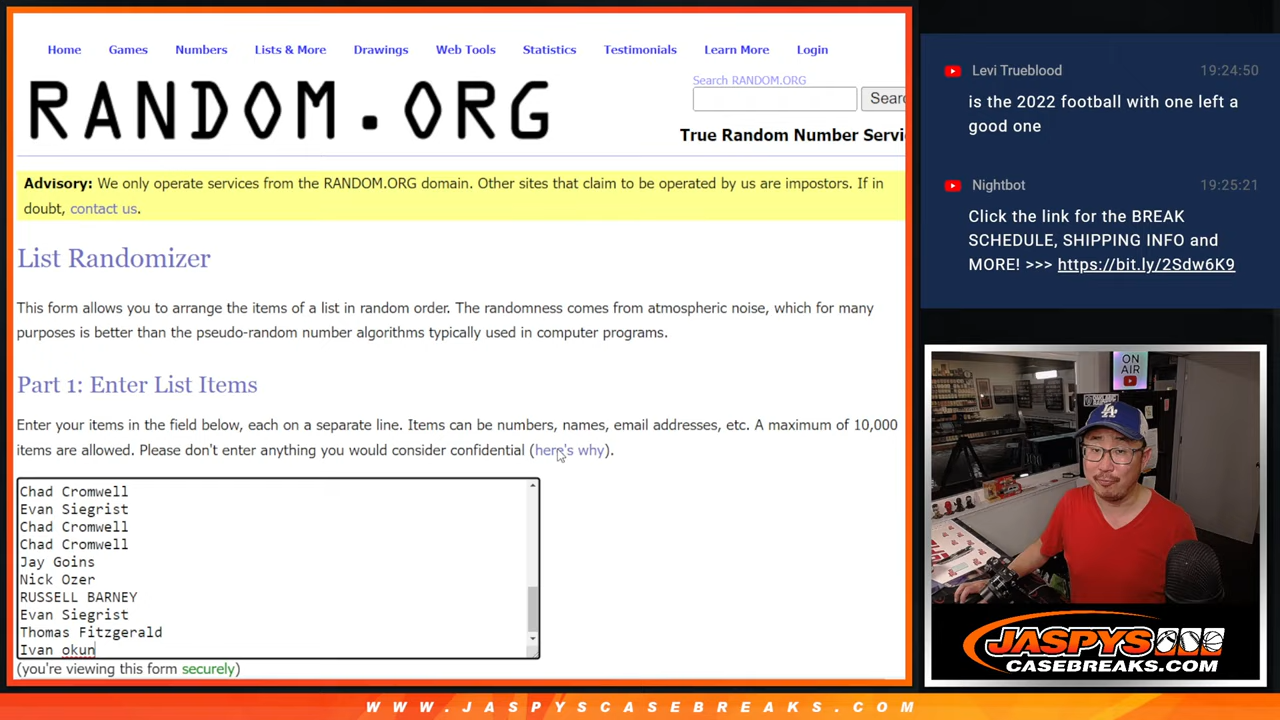 Home Games Numbers Lists & More Drawings Web Tools Statistics Testimonials Learn More Login
RANDOM.ORG
Search RANDOM.ORG
Searc
True Random Number Servi
Advisory: We only operate services from the RANDOM.ORG domain. Other sites that claim to be operated by us are impostors. If in
doubt, contact us.
List Randomizer
This form allows you to arrange the items of a list in random order. The randomness comes from atmospheric noise, which for many
purposes is better than the pseudo-random number algorithms typically used in computer programs.
Part 1: Enter List Items
Enter your items in the field below, each on a separate line. Items can be numbers, names, email addresses, etc. A maximum of 10,000
items are allowed. Please don't enter anything you would consider confidential (here's why).
Chad Cromwell
Evan Siegrist
Chad Cromwell
Chad Cromwell
Jay Goins
Nick Ozer
RUSSELL BARNEY
Evan Siegrist
Thomas Fitzgerald
Ivan okun
(you're viewing this form securely)
Levi Trueblood 19:24:50
is the 2022 football with one left a
good one
Nightbot 19:25:21
Click the link for the BREAK
SCHEDULE, SHIPPING INFO and
MORE! >>> https://bit.ly/2Sdw6K9
ON
AIR
JASPYS
CASEBREAKS.COM
WWW.JASPYSCASEBREAKS.COM